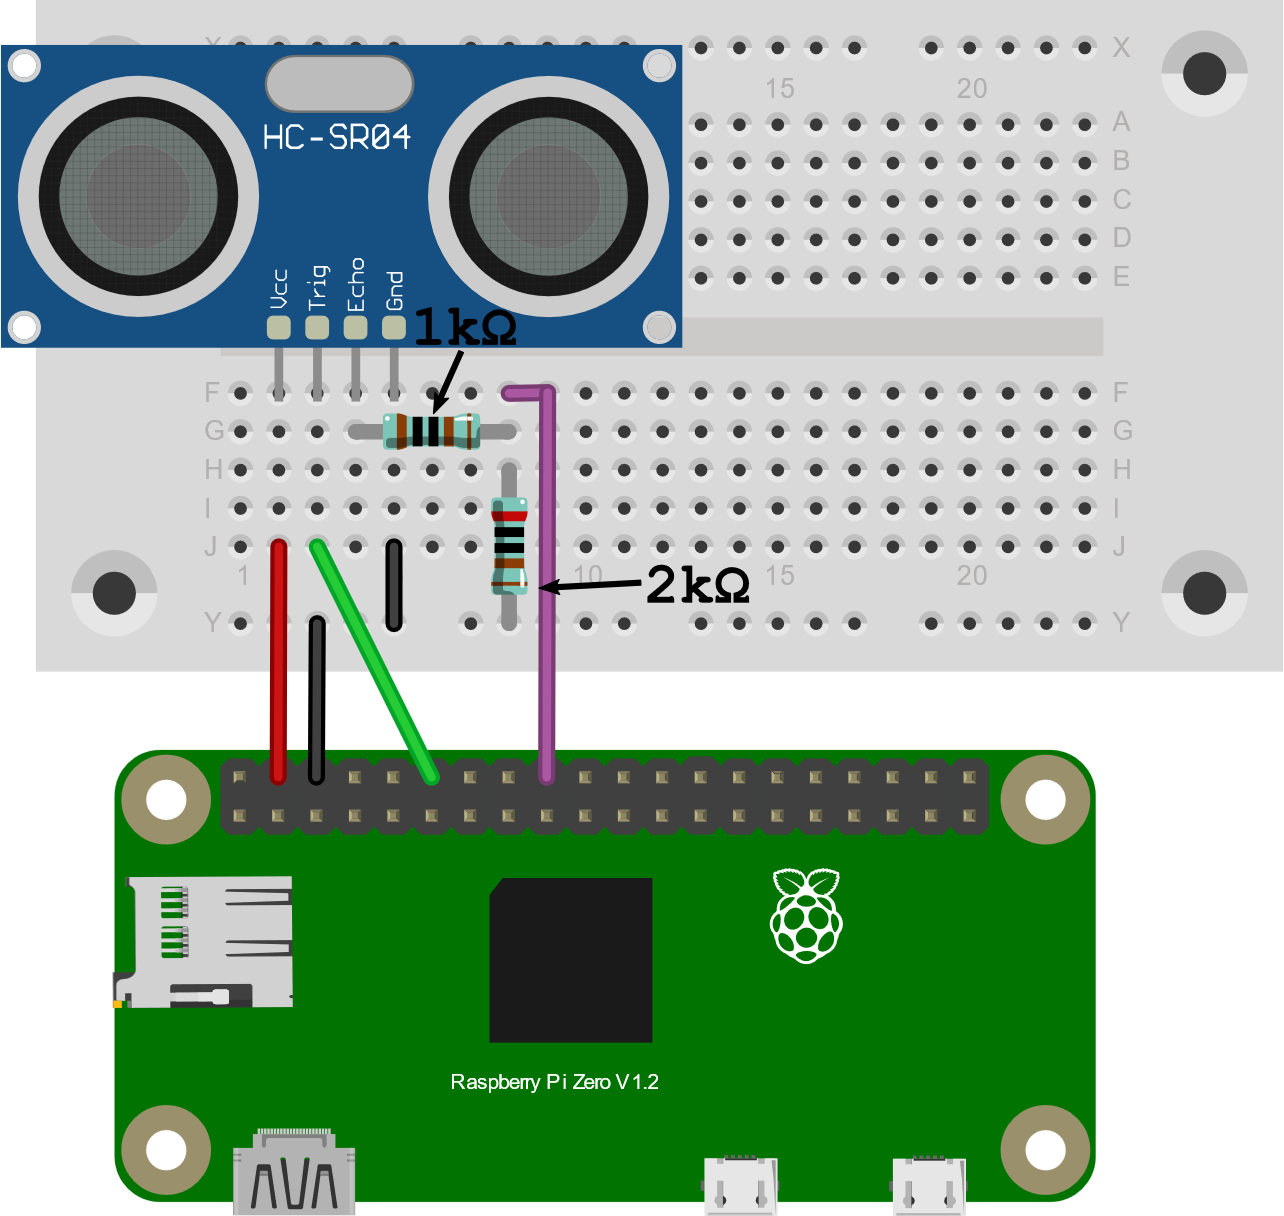 X
X
15
20
A
HC-SR04
B
C
D
E
Vcc
Trig
Echo
Gnd
1kΩ
F
F
G
G
H
H
I
I
J
J
1
10
15
20
2kΩ
Y
Y
Raspberry Pi Zero V1.2